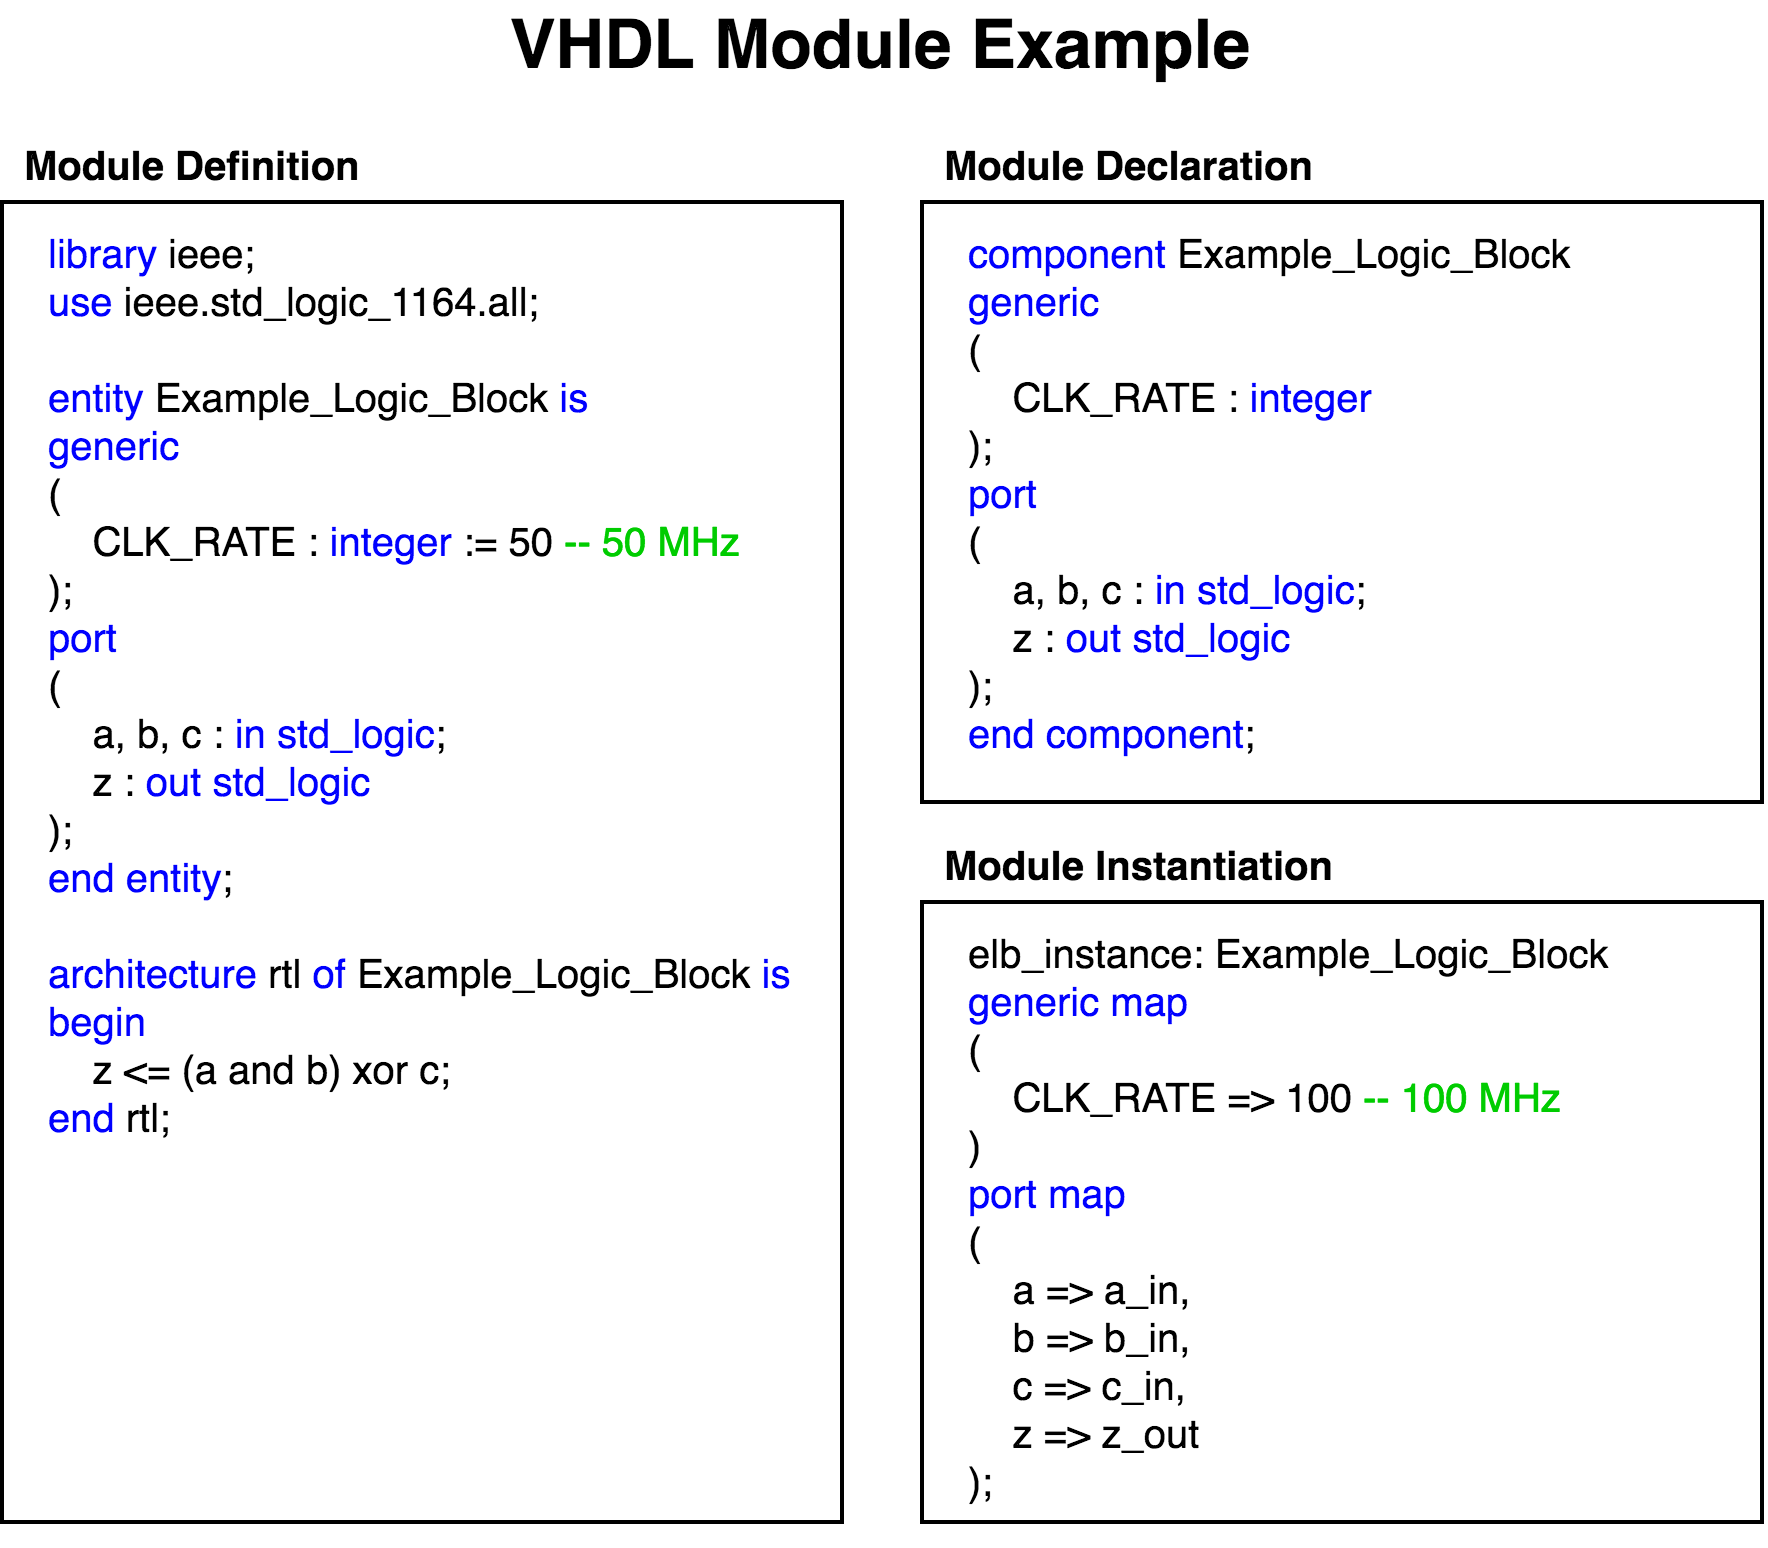 VHDL Module Example
Module Definition
library ieee;
use ieee.std_logic_1164.all;
entity Example_Logic_Block is
generic
(
CLK_RATE : integer := 50 -- 50 MHz
);
port
(
a, b, c : in std_logic;
z : out std_logic
);
end entity;
architecture rtl of Example_Logic_Block is
begin
z <= (a and b) xor c;
end rtl;
Module Declaration
component Example_Logic_Block
generic
(
CLK_RATE : integer
);
port
(
a, b, c : in std_logic;
z : out std_logic
);
end component;
Module Instantiation
elb_instance: Example_Logic_Block
generic map
(
CLK_RATE => 100 -- 100 MHz
)
port map
(
a => a_in,
b => b_in,
c => c_in,
z => z_out
);